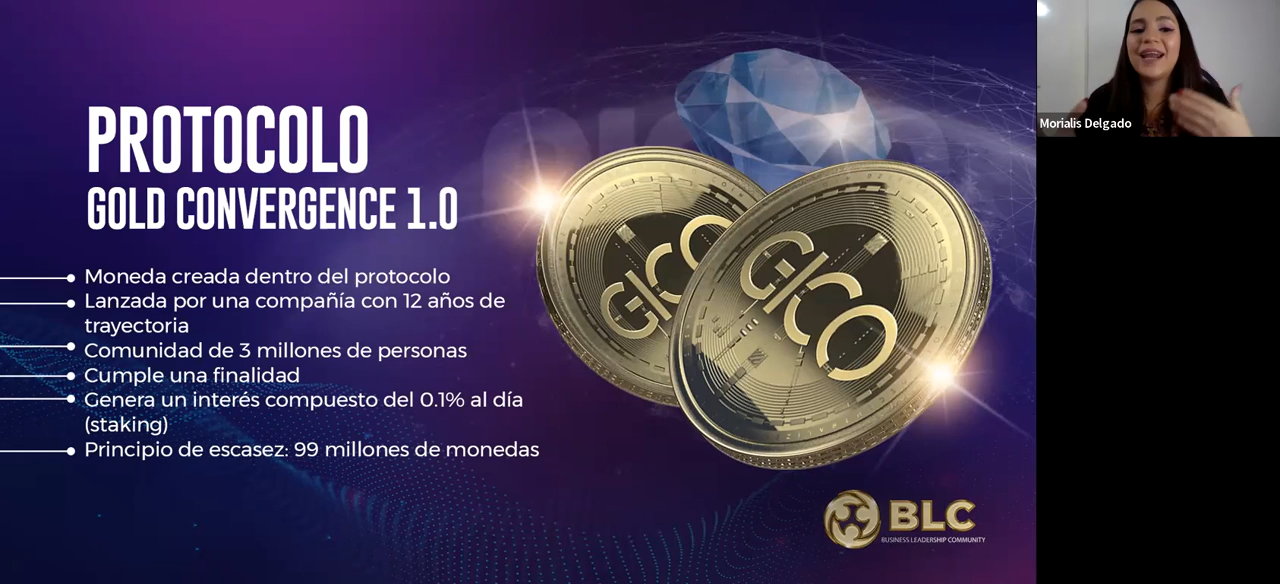 PROTOCOLO
GOLD CONVERGENCE 1.0
Moneda creada dentro del protocolo
Lanzada por una compañía con 12 años de
trayectoria
Comunidad de 3 millones de personas
Cumple una finalidad
Genera un interés compuesto del 0.1% al día
(staking)
Principio de escasez: 99 millones de monedas
GICO
GICO
BLC
BUSINESS LEADERSHIP COMMUNITY
Morialis Delgado